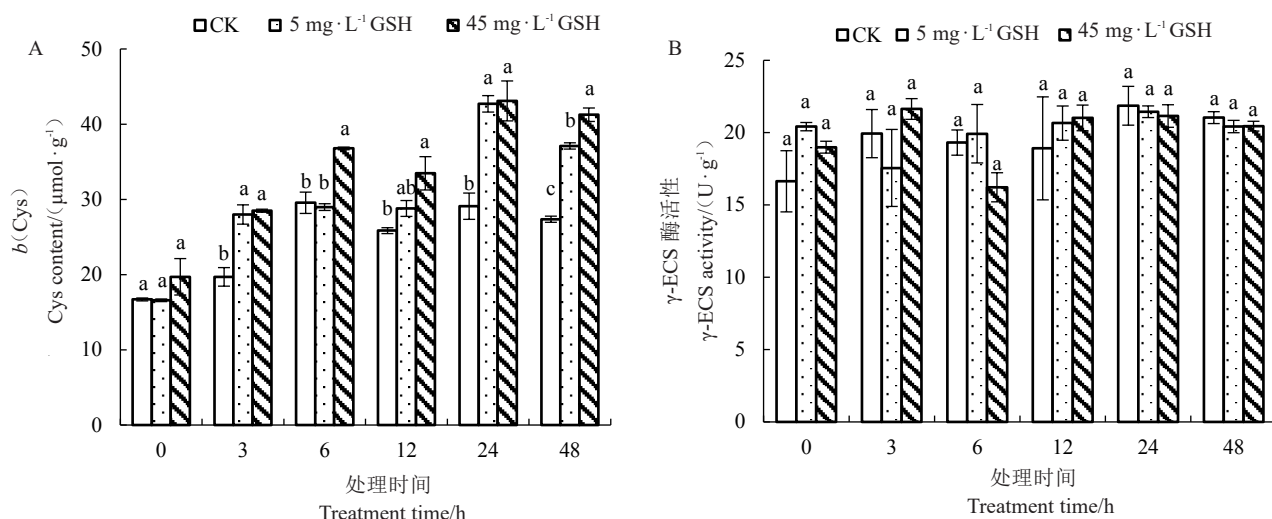 A
CK 5 mg·L⁻¹ GSH 45 mg·L⁻¹ GSH
50
40
30
20
10
0
b(Cys)
Cys content/(μmol·g⁻¹)
a a a
b a a
b b a
b ab a
b a a
c b a
0 3 6 12 24 48
处理时间
Treatment time/h
B
CK 5 mg·L⁻¹ GSH 45 mg·L⁻¹ GSH
25
20
15
10
5
0
γ-ECS 酶活性
γ-ECS activity/(U·g⁻¹)
a a a
a a a
a a a
a a a
a a a
a a a
0 3 6 12 24 48
处理时间
Treatment time/h